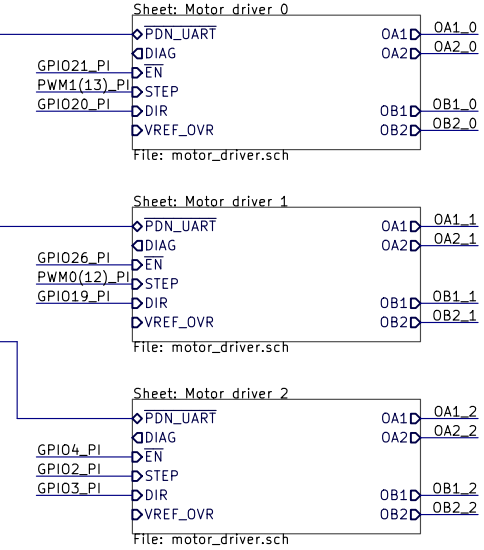 Sheet: Motor driver 0
PDN_UART OA1 OA1_0
DIAG OA2 OA2_0
GPIO21_PI EN
PWM1(13)_PI STEP
GPIO20_PI DIR OB1 OB1_0
VREF_OVR OB2 OB2_0
File: motor_driver.sch
Sheet: Motor driver 1
PDN_UART OA1 OA1_1
DIAG OA2 OA2_1
GPIO26_PI EN
PWM0(12)_PI STEP
GPIO19_PI DIR OB1 OB1_1
VREF_OVR OB2 OB2_1
File: motor_driver.sch
Sheet: Motor driver 2
PDN_UART OA1 OA1_2
DIAG OA2 OA2_2
GPIO4_PI EN
GPIO2_PI STEP
GPIO3_PI DIR OB1 OB1_2
VREF_OVR OB2 OB2_2
File: motor_driver.sch